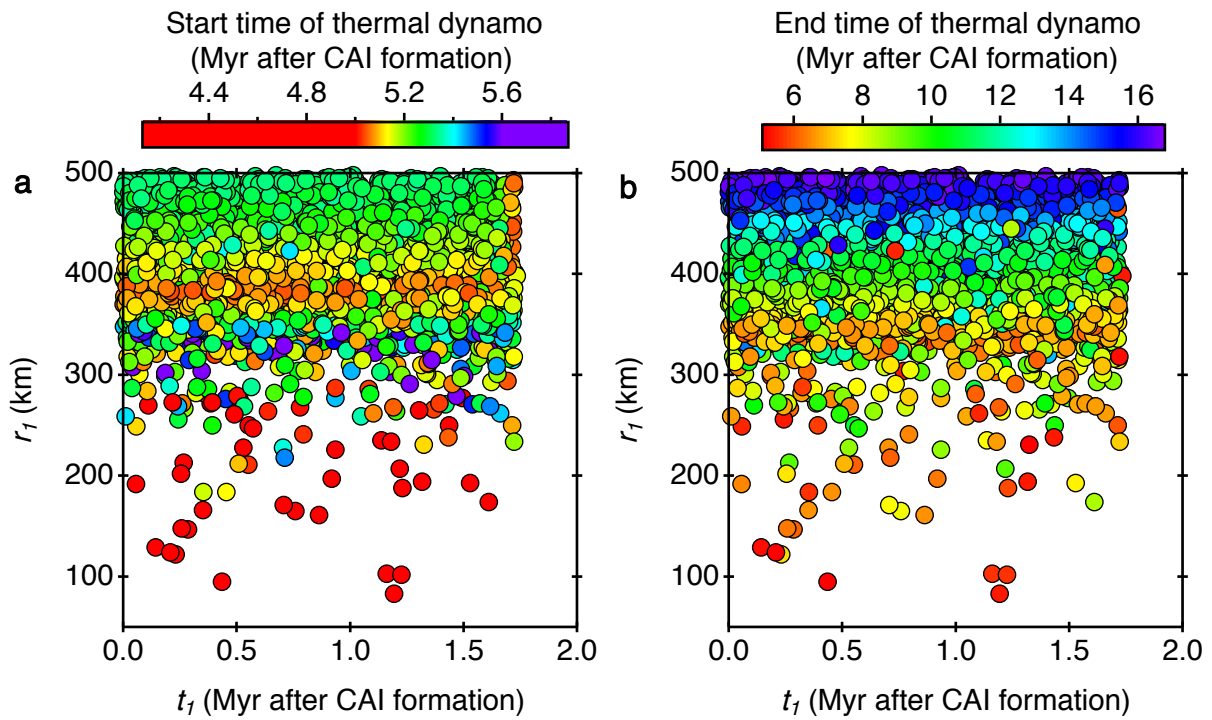 Start time of thermal dynamo
(Myr after CAI formation)
4.4 4.8 5.2 5.6
End time of thermal dynamo
(Myr after CAI formation)
6 8 10 12 14 16
a
500
400
300
200
100
r₁ (km)
0.0 0.5 1.0 1.5 2.0
t₁ (Myr after CAI formation)
b
500
400
300
200
100
r₁ (km)
0.0 0.5 1.0 1.5 2.0
t₁ (Myr after CAI formation)